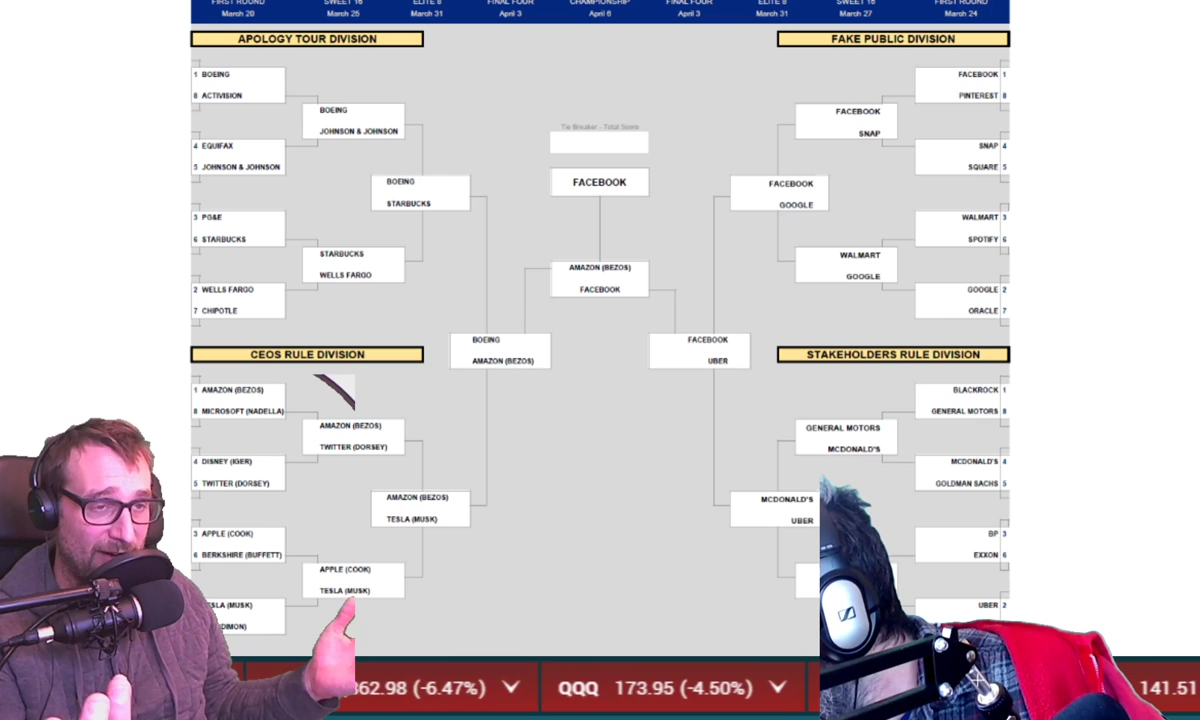 FIRST ROUND SWEET 16 ELITE 8 FINAL FOUR CHAMPIONSHIP FINAL FOUR ELITE 8 SWEET 16 FIRST ROUND
March 20 March 25 March 31 April 3 April 6 April 3 March 31 March 27 March 24
APOLOGY TOUR DIVISION
1 BOEING
8 ACTIVISION
4 EQUIFAX
5 JOHNSON & JOHNSON
3 PG&E
6 STARBUCKS
2 WELLS FARGO
7 CHIPOTLE
BOEING
JOHNSON & JOHNSON
STARBUCKS
WELLS FARGO
BOEING
STARBUCKS
CEOS RULE DIVISION
1 AMAZON (BEZOS)
8 MICROSOFT (NADELLA)
4 DISNEY (IGER)
5 TWITTER (DORSEY)
3 APPLE (COOK)
6 BERKSHIRE (BUFFETT)
SLA (MUSK)
DIMON)
AMAZON (BEZOS)
TWITTER (DORSEY)
APPLE (COOK)
TESLA (MUSK)
AMAZON (BEZOS)
TESLA (MUSK)
BOEING
AMAZON (BEZOS)
Tie Breaker - Total Score
FACEBOOK
AMAZON (BEZOS)
FACEBOOK
FACEBOOK
UBER
FAKE PUBLIC DIVISION
FACEBOOK 1
PINTEREST 8
SNAP 4
SQUARE 5
WALMART 3
SPOTIFY 6
GOOGLE 2
ORACLE 7
FACEBOOK
SNAP
WALMART
GOOGLE
FACEBOOK
GOOGLE
STAKEHOLDERS RULE DIVISION
BLACKROCK 1
GENERAL MOTORS 8
MCDONALD'S 4
GOLDMAN SACHS 5
BP 3
EXXON 6
UBER 2
GENERAL MOTORS
MCDONALD'S
MCDONALD'S
UBER
362.98 (-6.47%) QQQ 173.95 (-4.50%) 141.51